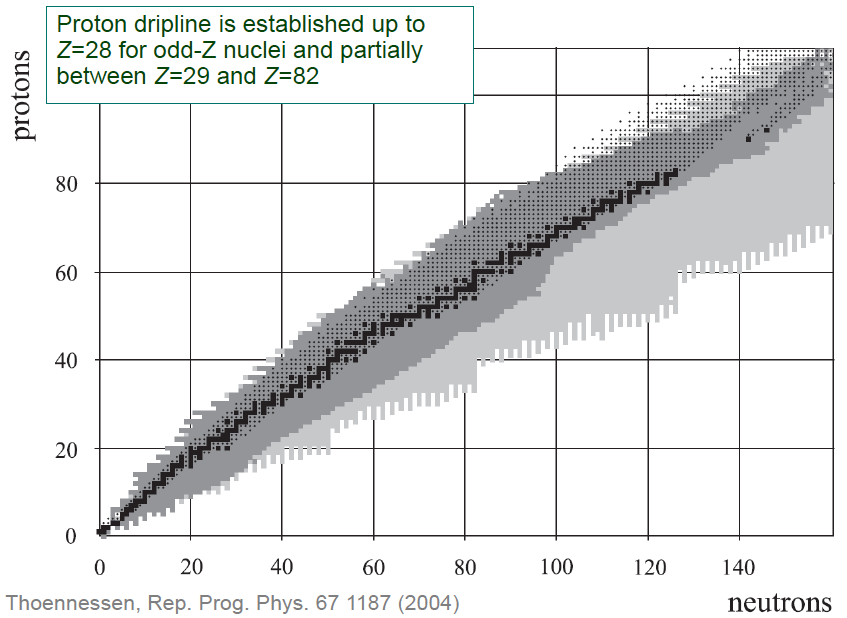 Proton dripline is established up to
Z=28 for odd-Z nuclei and partially
between Z=29 and Z=82
protons
80
60
40
20
0
0 20 40 60 80 100 120 140
neutrons
Thoennessen, Rep. Prog. Phys. 67 1187 (2004)